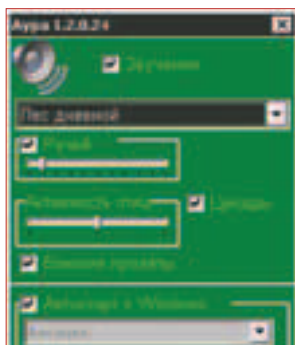 Аура 1.2.0.24
Звучание
Лес дневной
Ручей
Активность птиц
Цикады
Автостарт с Windows